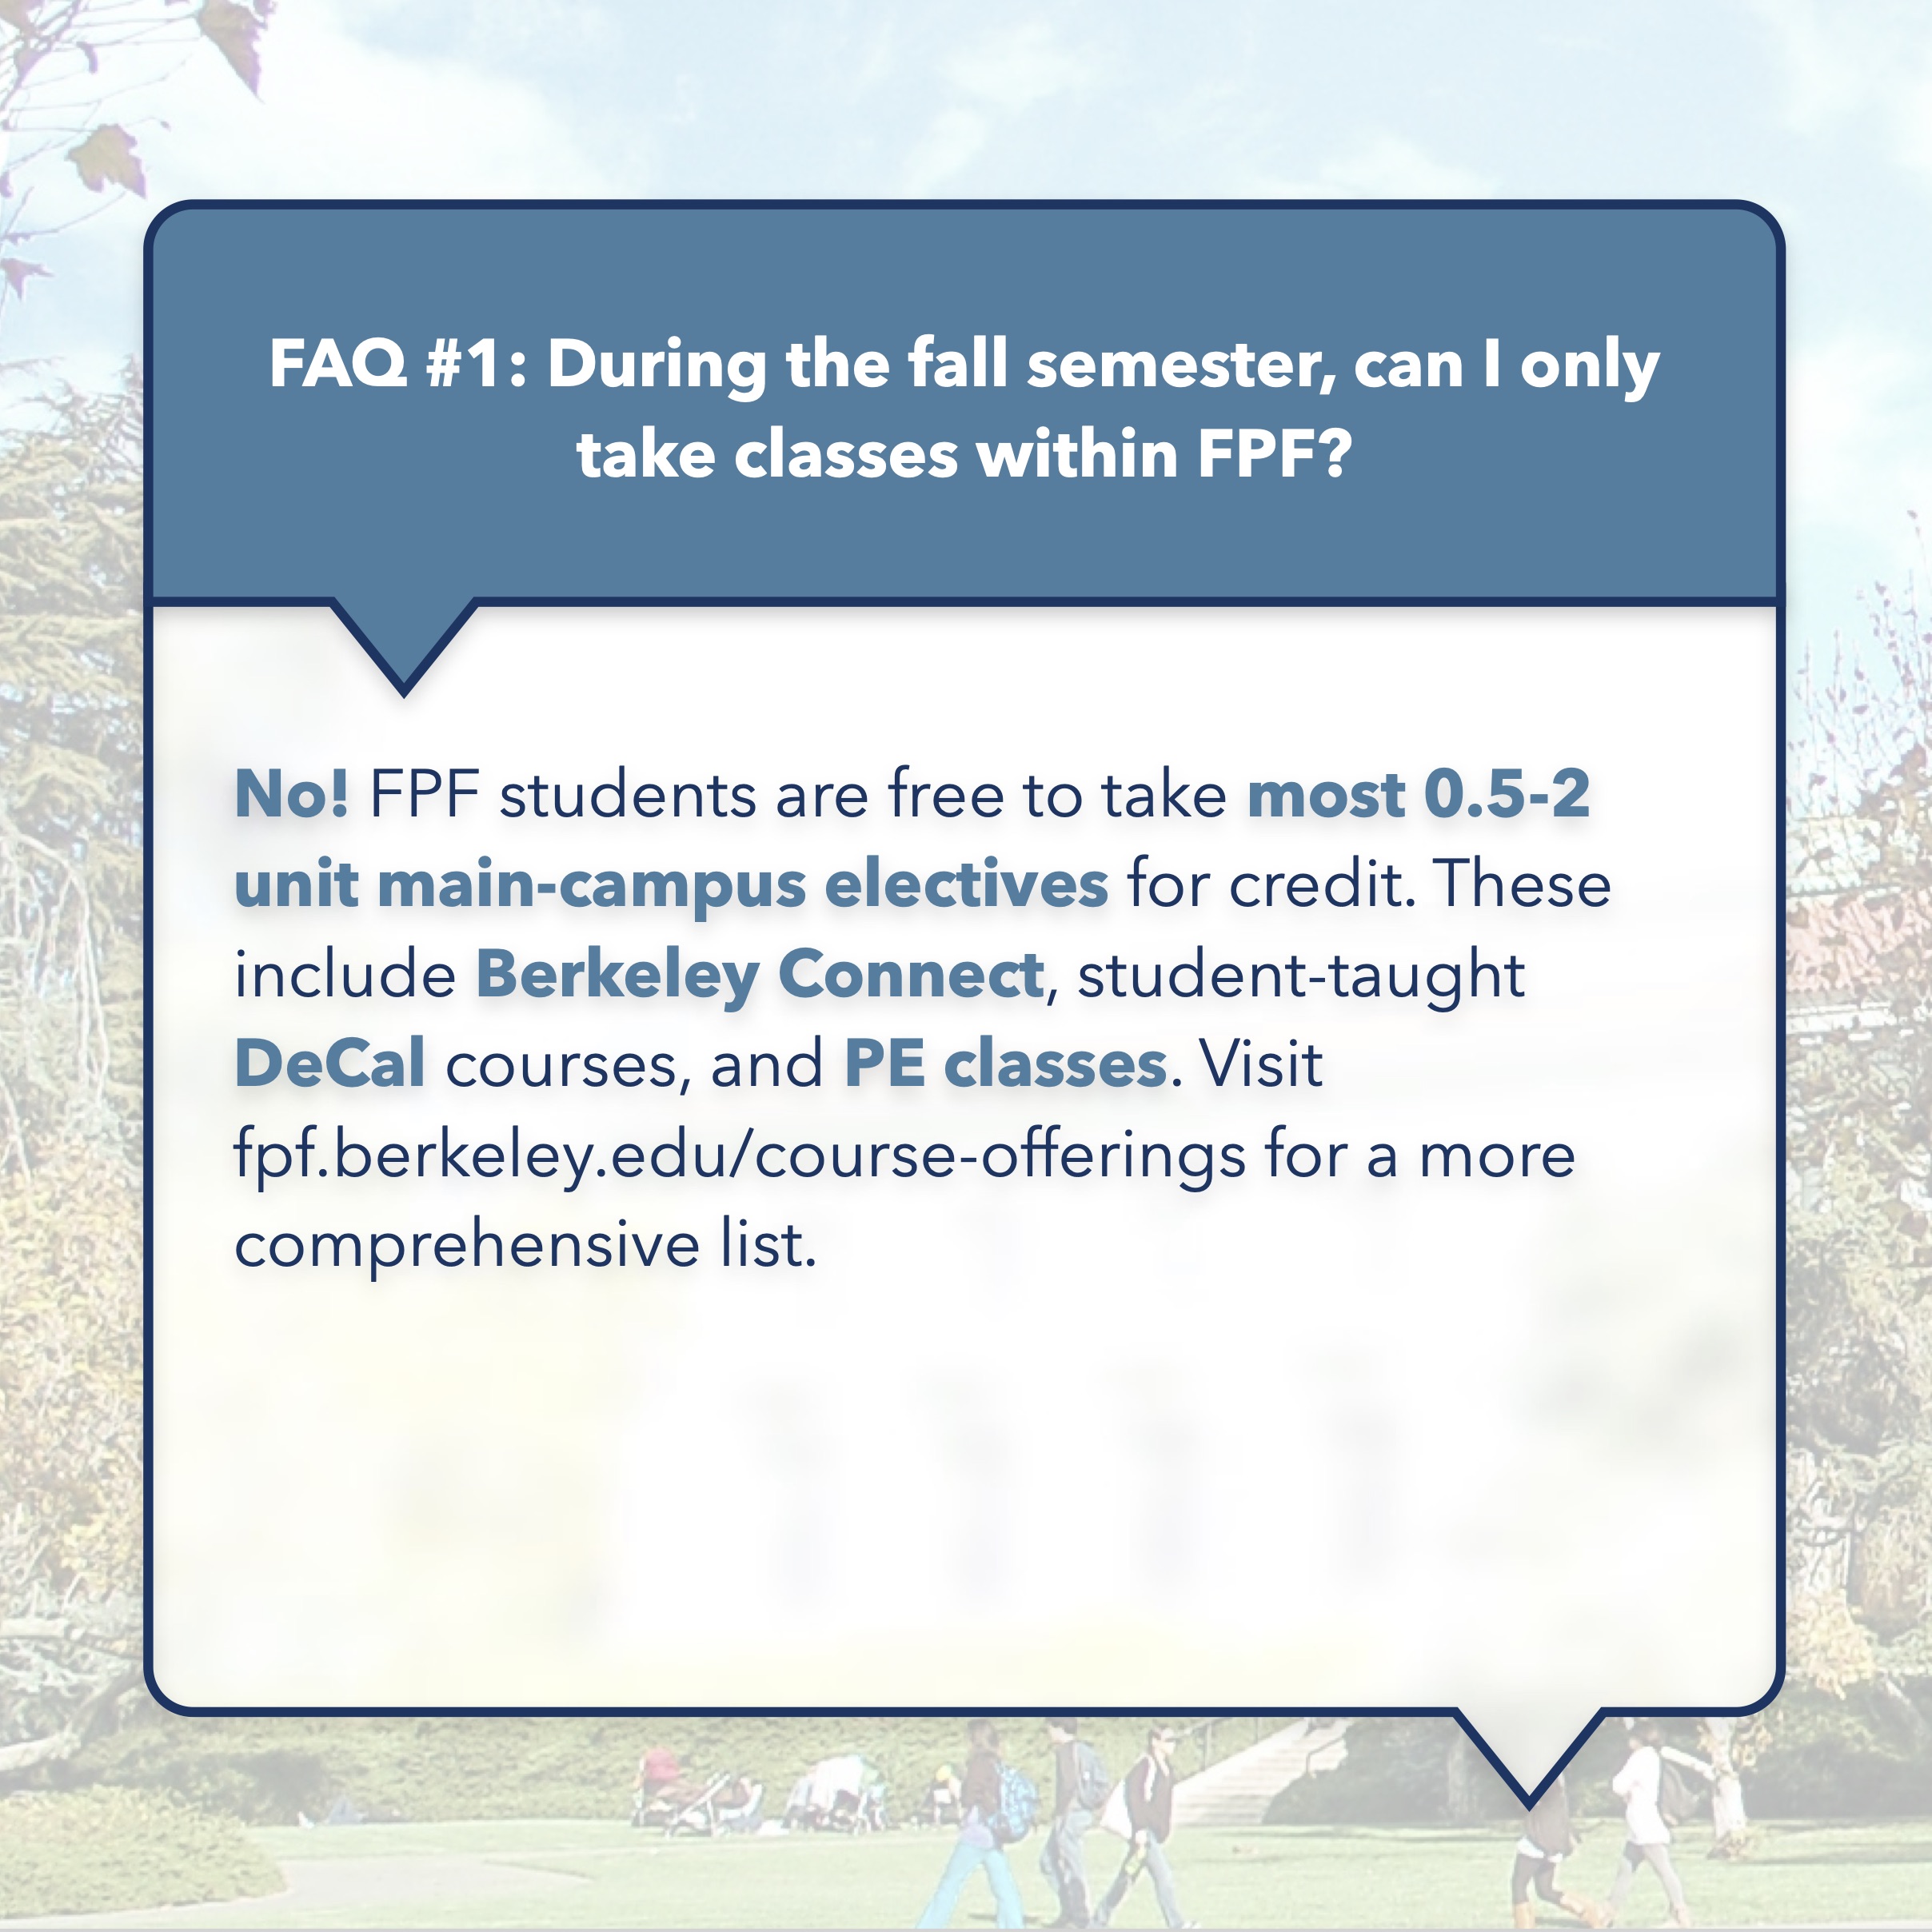 FAQ #1: During the fall semester, can I only
take classes within FPF?
No! FPF students are free to take most 0.5-2
unit main-campus electives for credit. These
include Berkeley Connect, student-taught
DeCal courses, and PE classes. Visit
fpf.berkeley.edu/course-offerings for a more
comprehensive list.